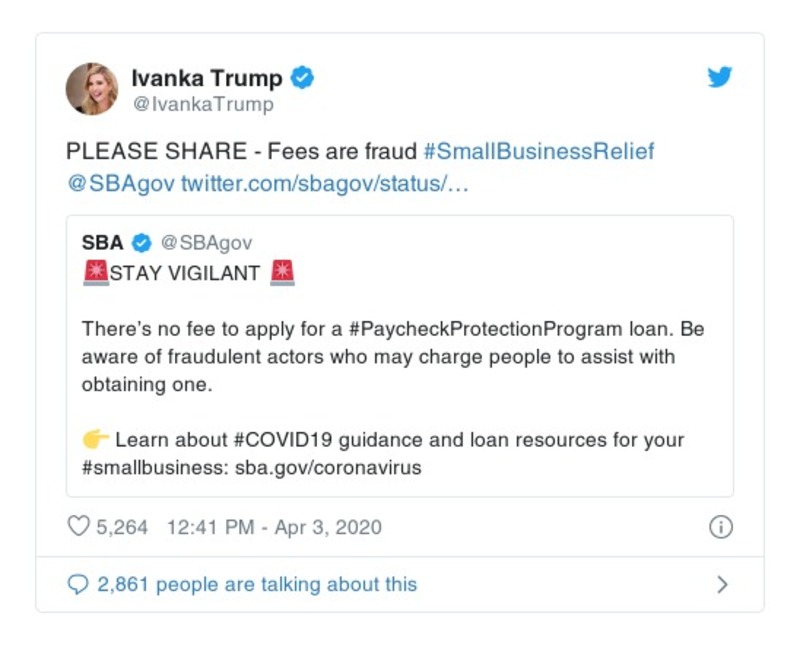 Ivanka Trump
@IvankaTrump
PLEASE SHARE - Fees are fraud #SmallBusinessRelief
@SBAgov twitter.com/sbagov/status/…
SBA @SBAgov
🚨STAY VIGILANT 🚨
There’s no fee to apply for a #PaycheckProtectionProgram loan. Be
aware of fraudulent actors who may charge people to assist with
obtaining one.
👉 Learn about #COVID19 guidance and loan resources for your
#smallbusiness: sba.gov/coronavirus
5,264 12:41 PM - Apr 3, 2020
2,861 people are talking about this